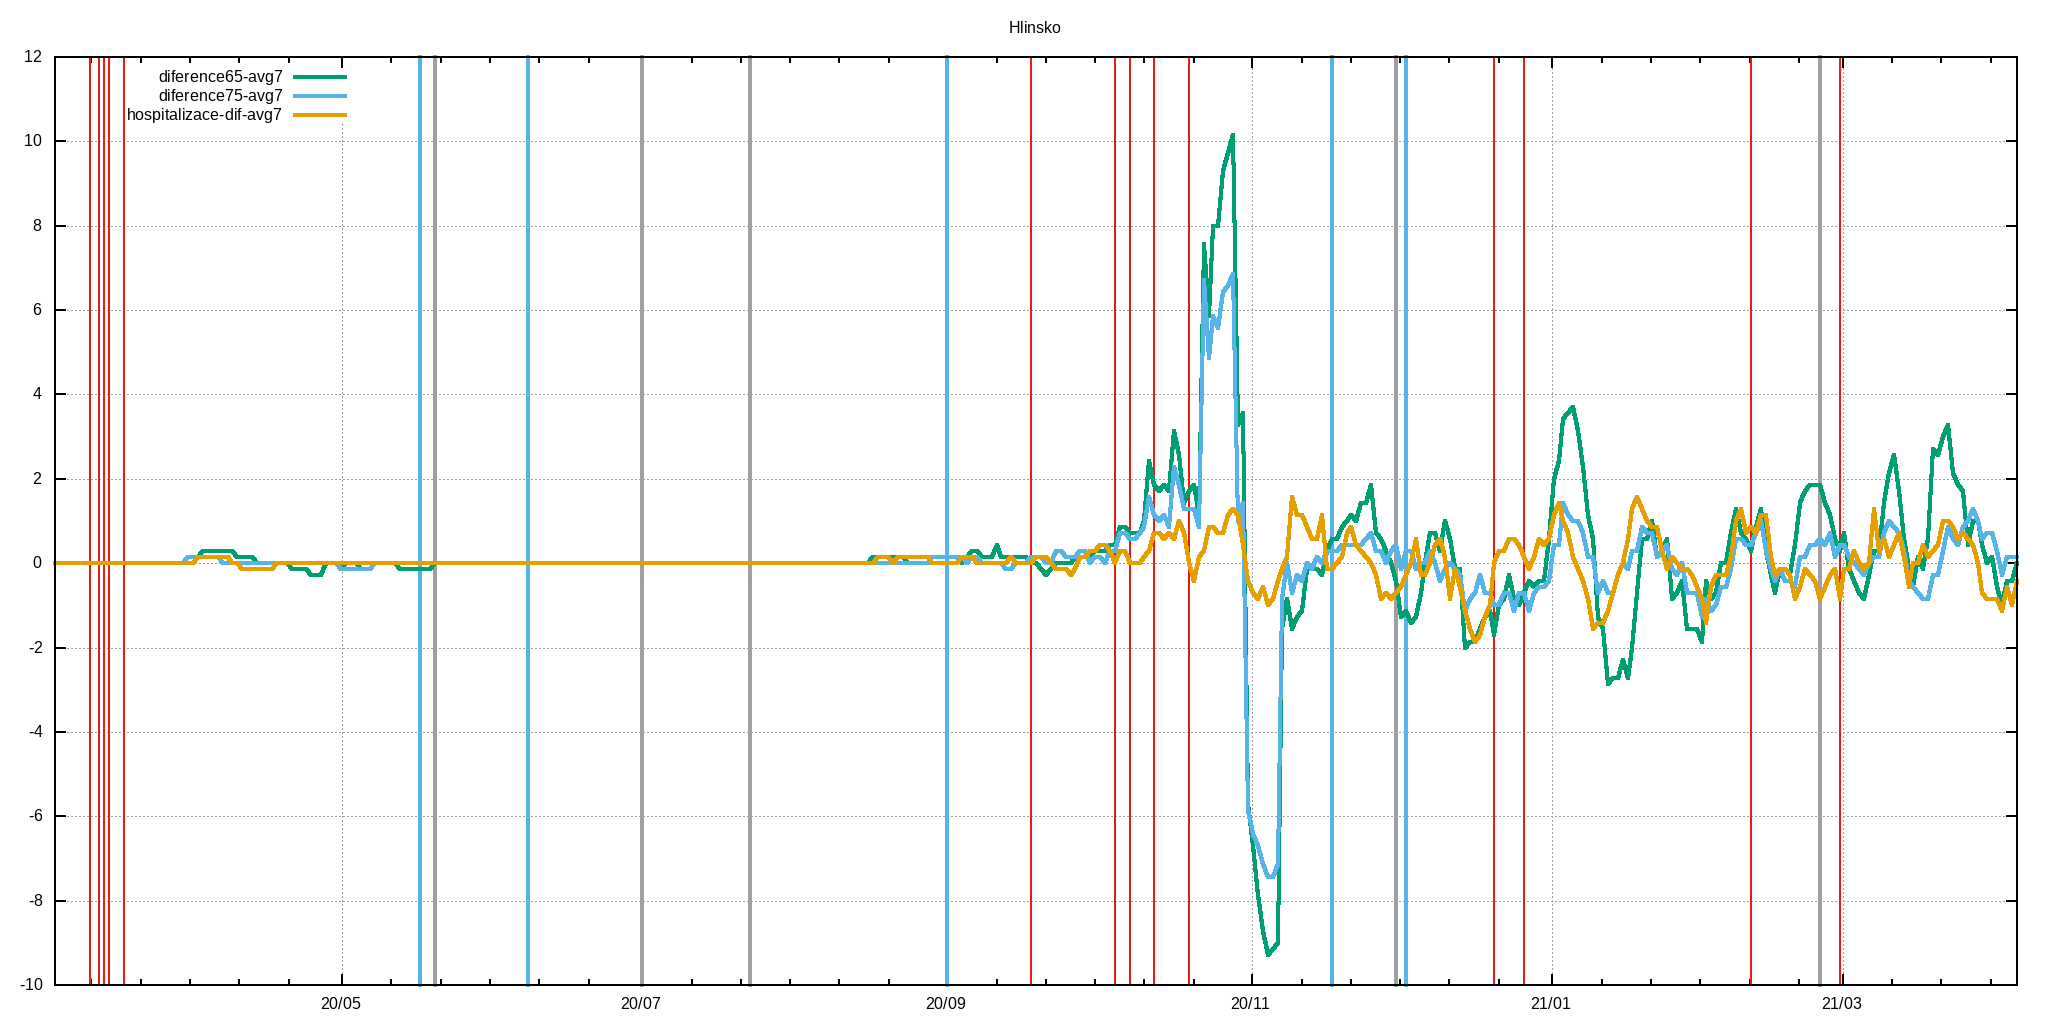 Hlinsko
diference65-avg7
diference75-avg7
hospitalizace-dif-avg7
12
10
8
6
4
2
0
-2
-4
-6
-8
-10
20/05 20/07 20/09 20/11 21/01 21/03